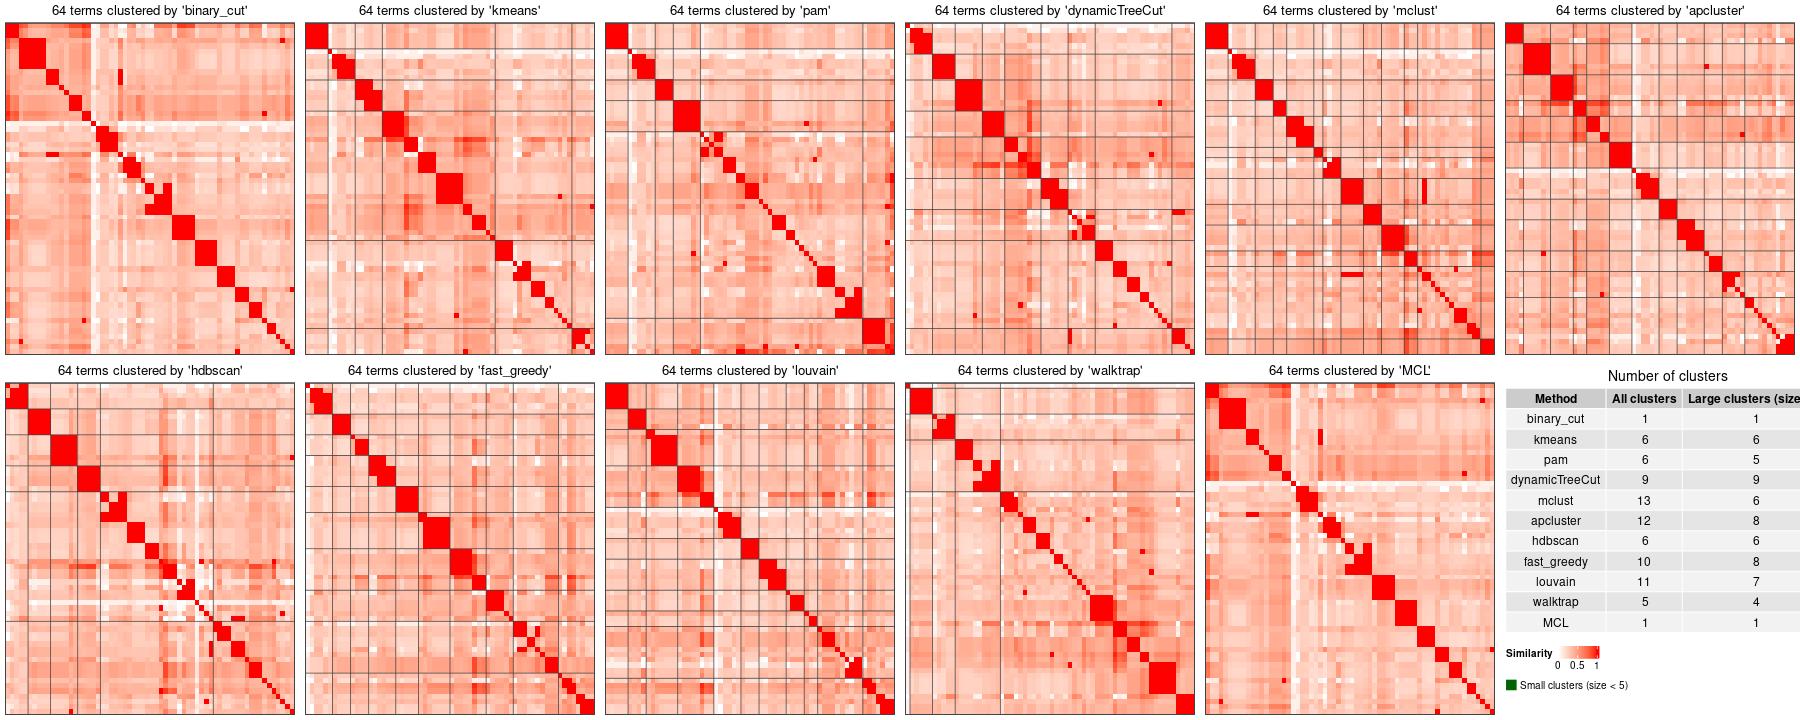 64 terms clustered by 'binary_cut'
64 terms clustered by 'kmeans'
64 terms clustered by 'pam'
64 terms clustered by 'dynamicTreeCut'
64 terms clustered by 'mclust'
64 terms clustered by 'apcluster'
64 terms clustered by 'hdbscan'
64 terms clustered by 'fast_greedy'
64 terms clustered by 'louvain'
64 terms clustered by 'walktrap'
64 terms clustered by 'MCL'
Number of clusters
Method All clusters Large clusters (size
binary_cut 1 1
kmeans 6 6
pam 6 5
dynamicTreeCut 9 9
mclust 13 6
apcluster 12 8
hdbscan 6 6
fast_greedy 10 8
louvain 11 7
walktrap 5 4
MCL 1 1
Similarity
0 0.5 1
Small clusters (size < 5)